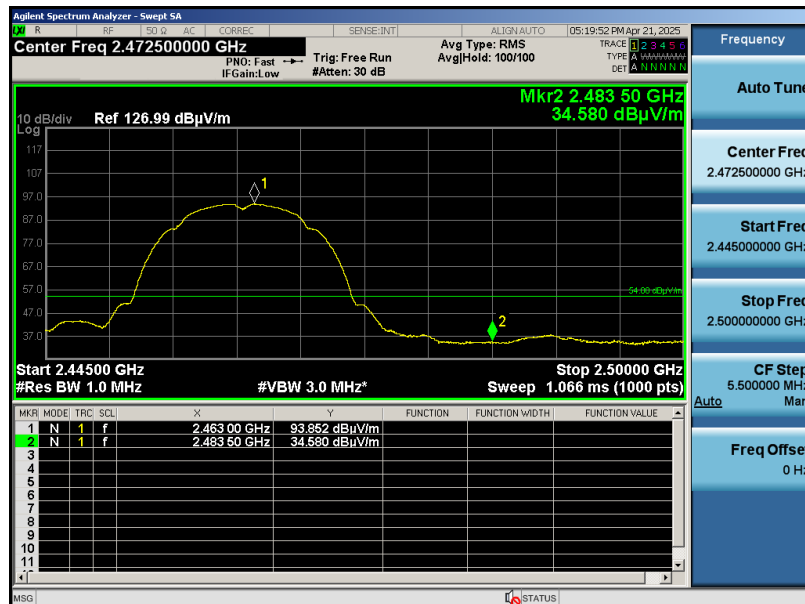 Agilent Spectrum Analyzer - Swept SA
LXI R RF 50 Ω AC CORREC SENSE:INT ALIGN AUTO 05:19:52 PM Apr 21, 2025
Center Freq 2.472500000 GHz
PNO: Fast
IFGain:Low
Trig: Free Run
#Atten: 30 dB
Avg Type: RMS
Avg|Hold: 100/100
TRACE 1 2 3 4 5 6
TYPE A WWWWW
DET A N N N N N
Mkr2 2.483 50 GHz
34.580 dBµV/m
10 dB/div Ref 126.99 dBµV/m
Log
117
107
97.0
87.0
77.0
67.0
57.0
47.0
37.0
1
54.00 dBµV/m
2
Start 2.44500 GHz Stop 2.50000 GHz
#Res BW 1.0 MHz #VBW 3.0 MHz* Sweep 1.066 ms (1000 pts)
MKR MODE TRC SCL X Y FUNCTION FUNCTION WIDTH FUNCTION VALUE
1 N 1 f 2.463 00 GHz 93.852 dBµV/m
2 N 1 f 2.483 50 GHz 34.580 dBµV/m
3
4
5
6
7
8
9
10
11
MSG STATUS
Frequency
Auto Tune
Center Freq
2.472500000 GHz
Start Freq
2.445000000 GHz
Stop Freq
2.500000000 GHz
CF Step
5.500000 MHz
Auto Man
Freq Offset
0 Hz